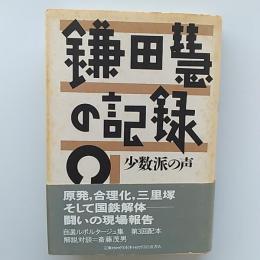 鎌田慧
の記録
少数派の声
原発,合理化,三里塚
そして国鉄解体――
闘いの現場報告
自選ルポルタージュ集 第3回配本
解説対談=斎藤茂男